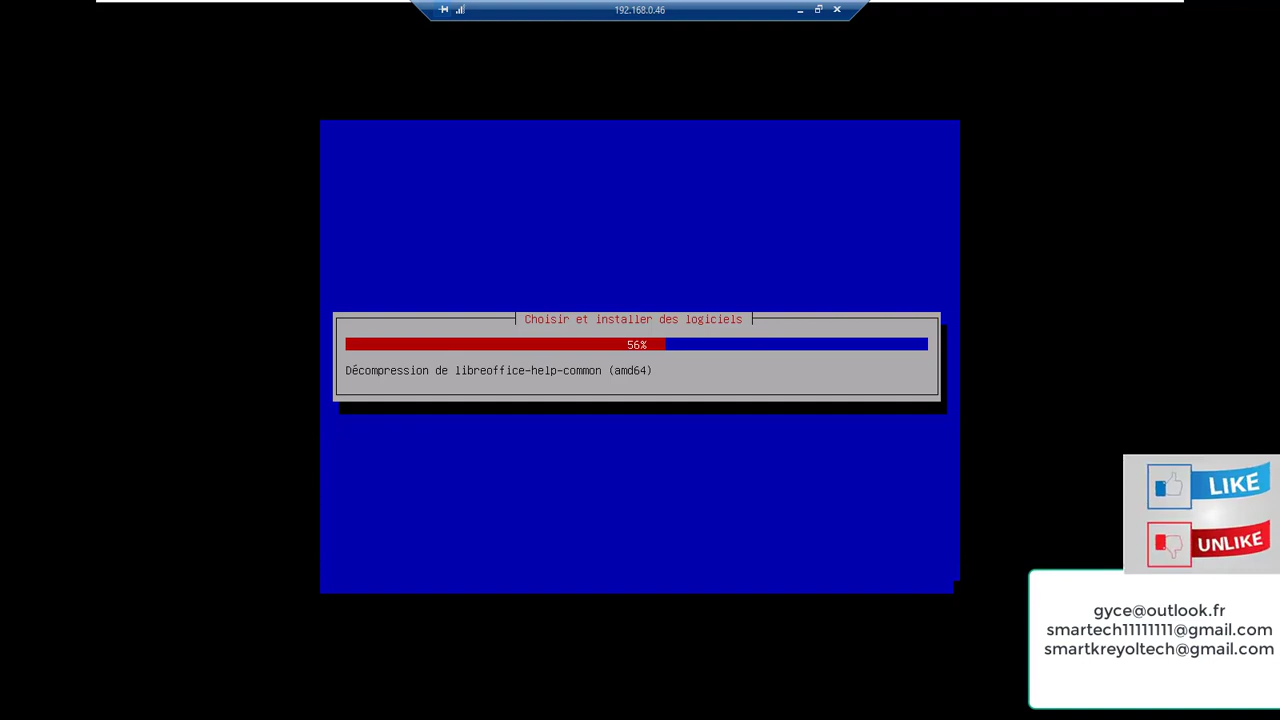 192.168.0.46
Choisir et installer des logiciels
56%
Décompression de libreoffice-help-common (amd64)
LIKE
UNLIKE
gyce@outlook.fr
smartech11111111@gmail.com
smartkreyoltech@gmail.com